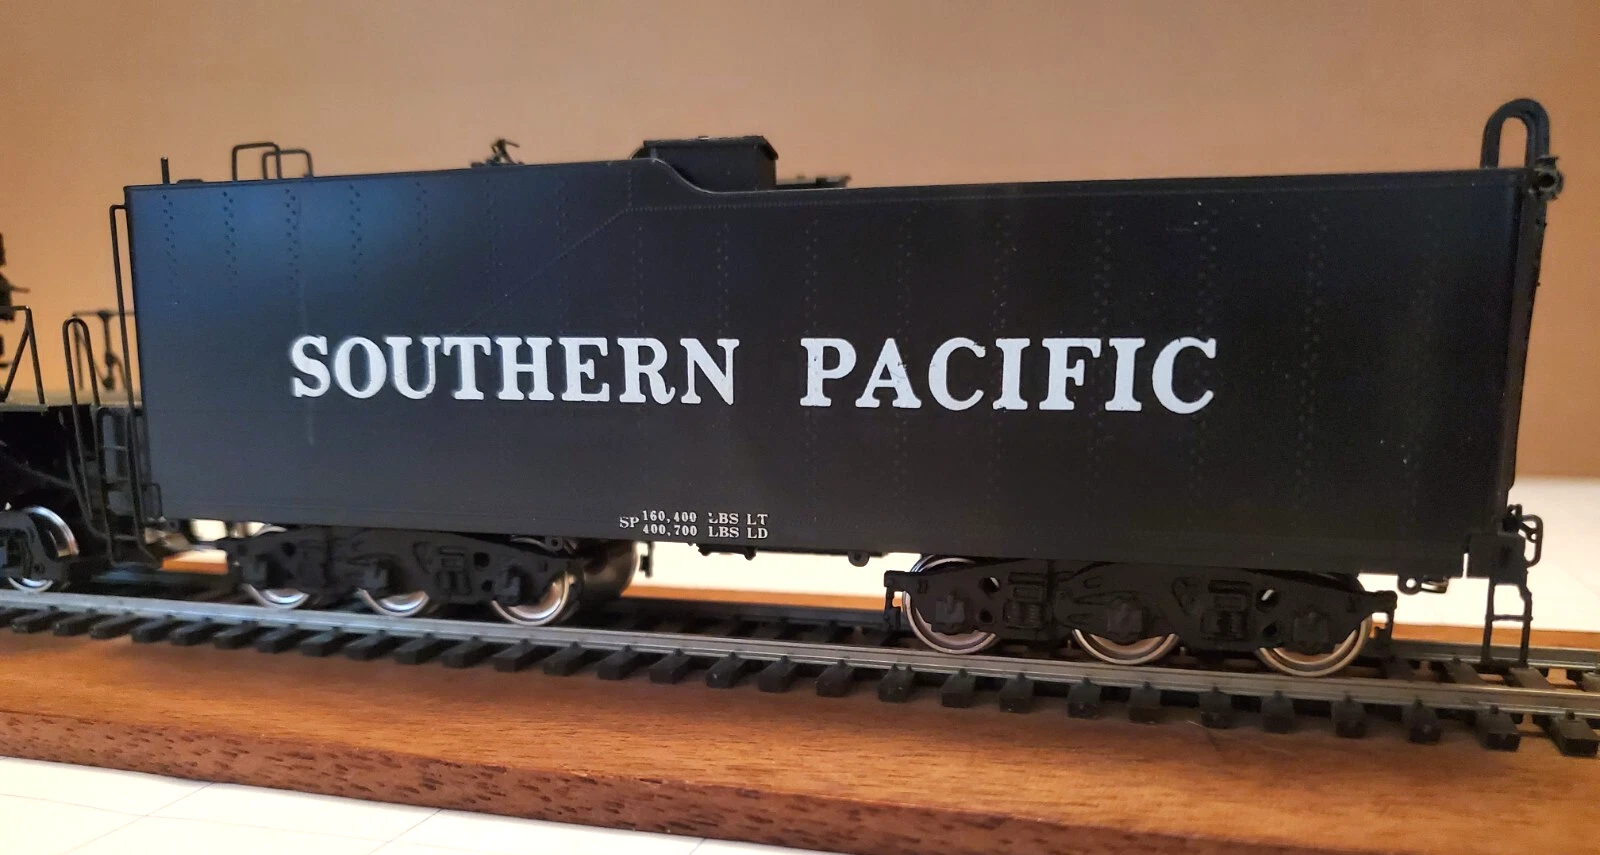 SOUTHERN PACIFIC
SP 160,400 LBS LT
400,700 LBS LD